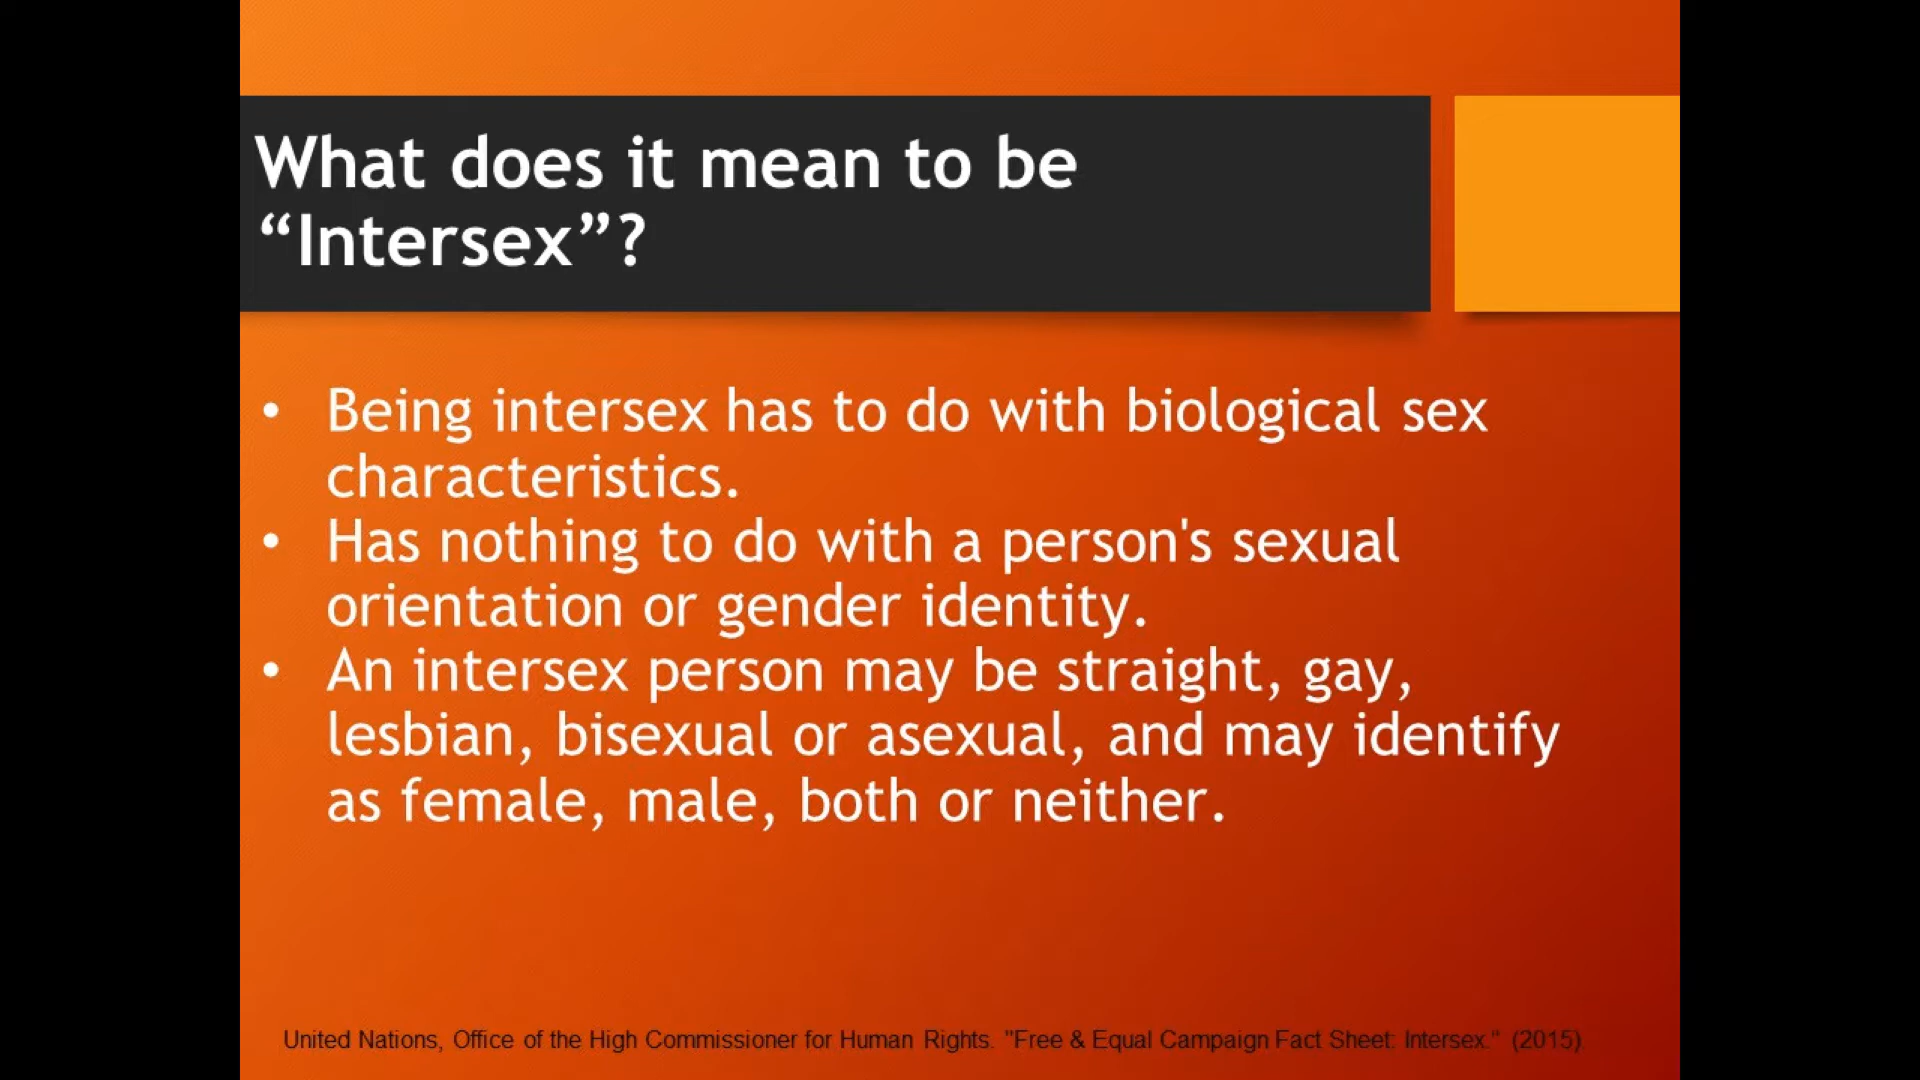 What does it mean to be
“Intersex”?
• Being intersex has to do with biological sex
characteristics.
• Has nothing to do with a person's sexual
orientation or gender identity.
• An intersex person may be straight, gay,
lesbian, bisexual or asexual, and may identify
as female, male, both or neither.
United Nations, Office of the High Commissioner for Human Rights. "Free & Equal Campaign Fact Sheet: Intersex." (2015)